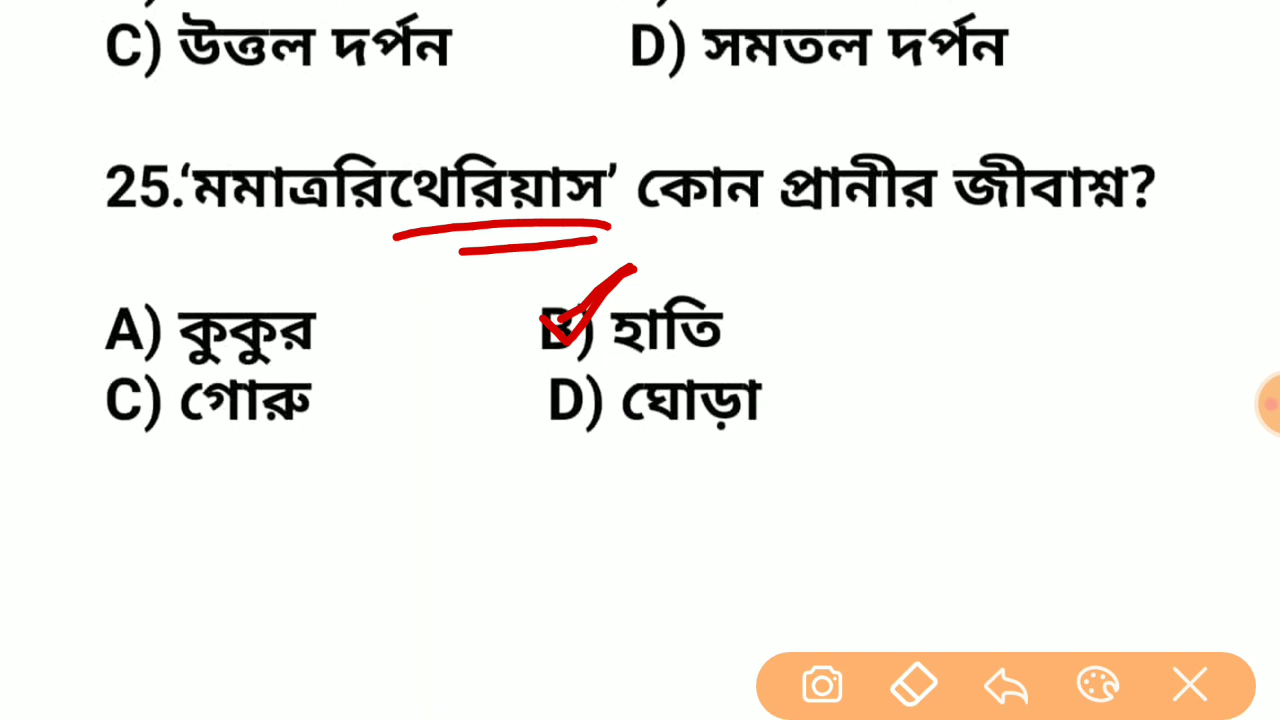 C) উত্তল দর্পন D) সমতল দর্পন
25.‘মমাত্ররিথেরিয়াস’ কোন প্রানীর জীবাশ্ন?
A) কুকুর B) হাতি
C) গোরু D) ঘোড়া